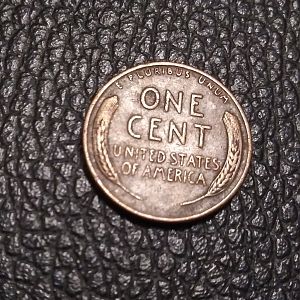 E PLURIBUS UNUM
ONE
CENT
UNITED STATES
OF AMERICA